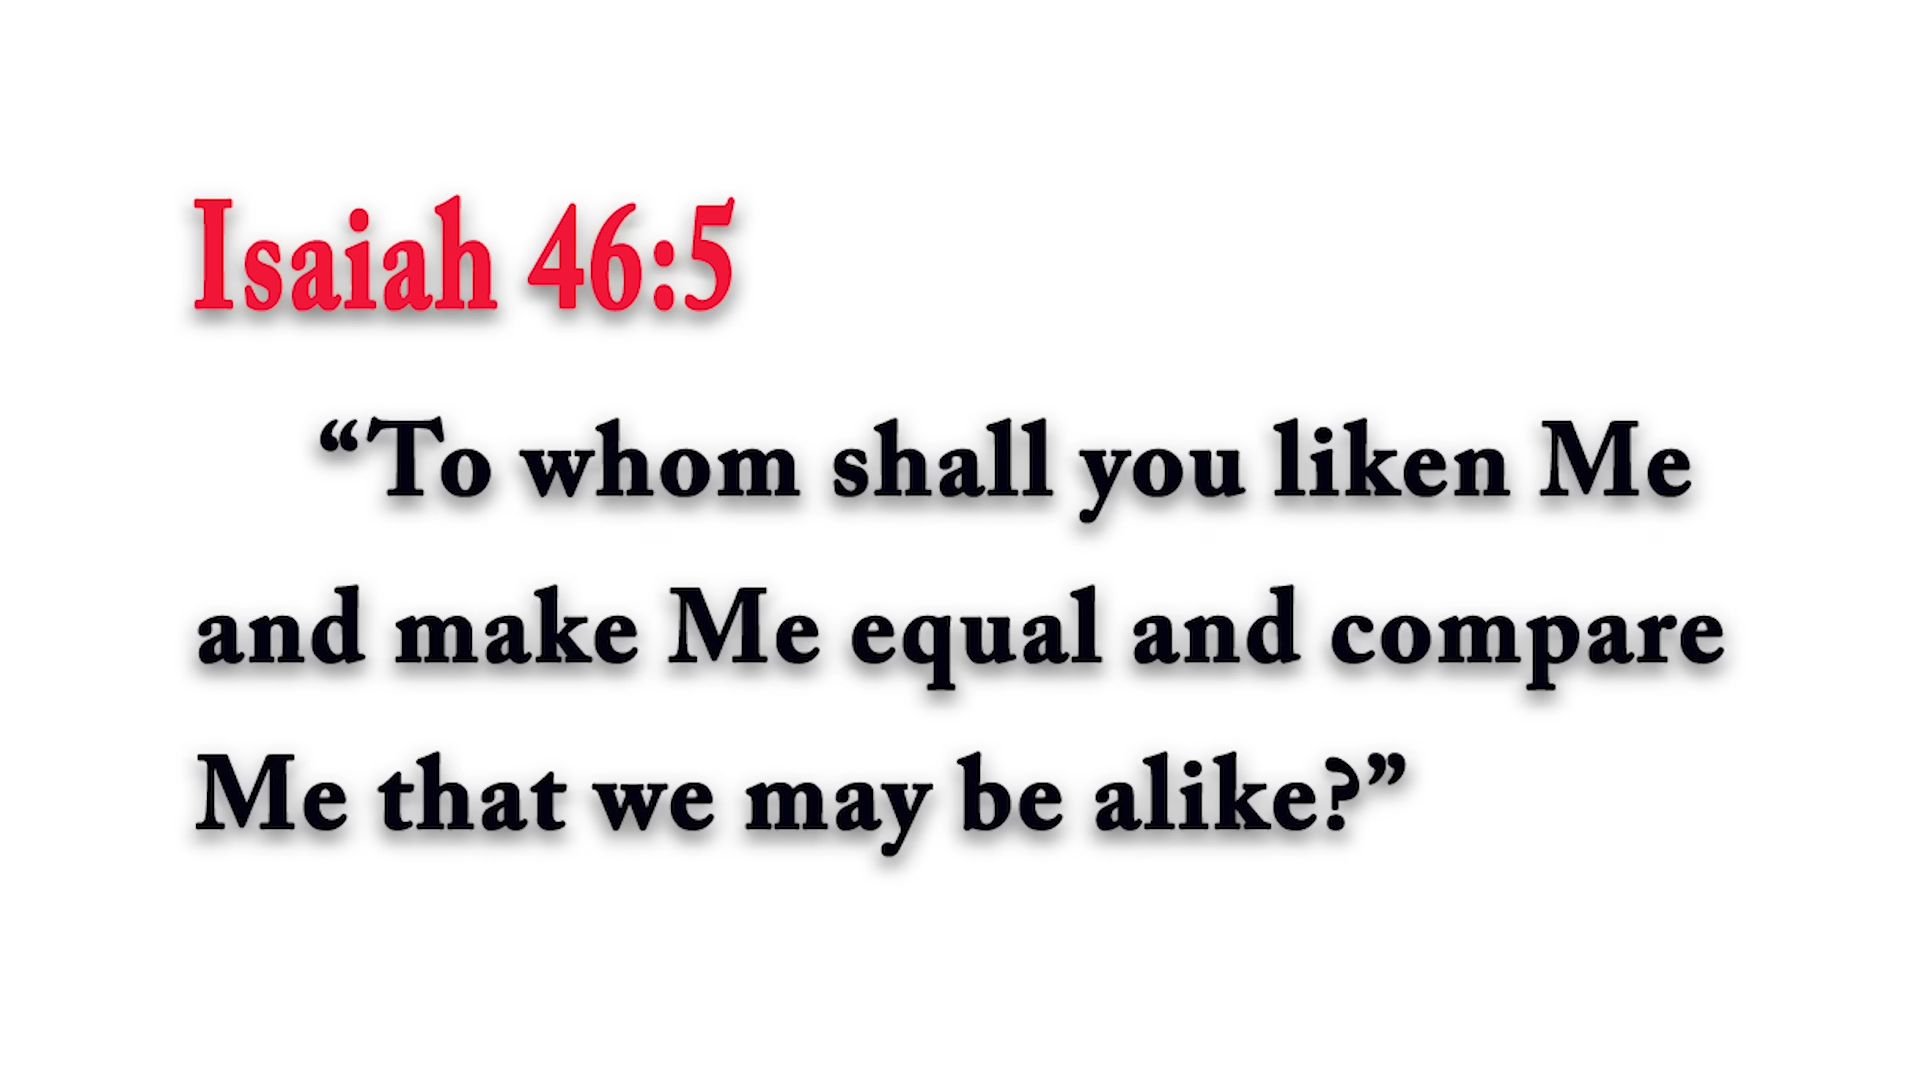 Isaiah 46:5
“To whom shall you liken Me
and make Me equal and compare
Me that we may be alike?”